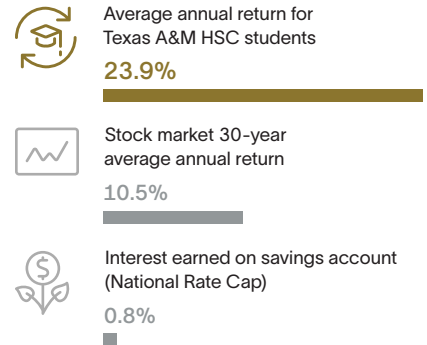 Average annual return for
Texas A&M HSC students
23.9%
Stock market 30-year
average annual return
10.5%
$
Interest earned on savings account
(National Rate Cap)
0.8%